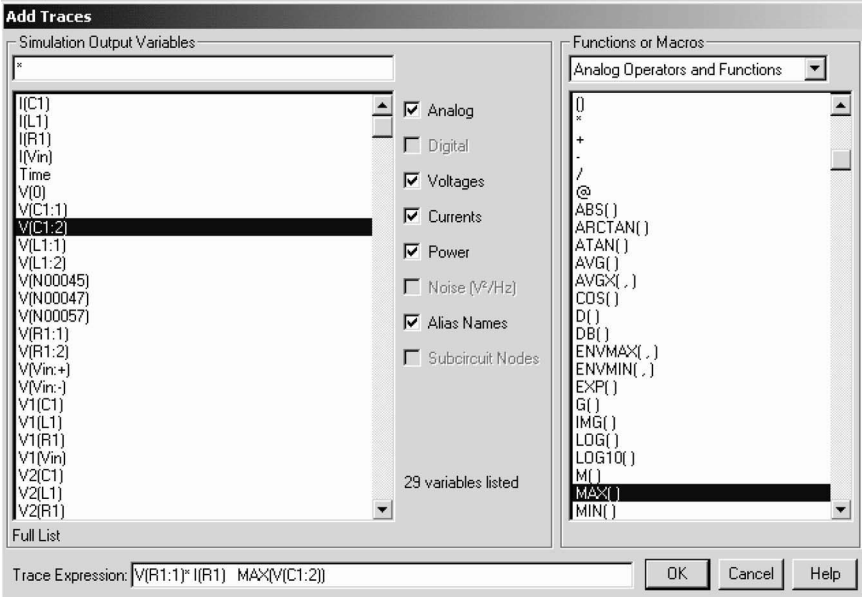 Add Traces
Simulation Output Variables
*
I(C1)
I(L1)
I(R1)
I(Vin)
Time
V(0)
V(C1:1)
V(C1:2)
V(L1:1)
V(L1:2)
V(N00045)
V(N00047)
V(N00057)
V(R1:1)
V(R1:2)
V(Vin:+)
V(Vin:-)
V1(C1)
V1(L1)
V1(R1)
V1(Vin)
V2(C1)
V2(L1)
V2(R1)
Full List
Analog
Digital
Voltages
Currents
Power
Noise (V²/Hz)
Alias Names
Subcircuit Nodes
29 variables listed
Functions or Macros
Analog Operators and Functions
()
*
+
-
/
@
ABS( )
ARCTAN( )
ATAN( )
AVG( )
AVGX( , )
COS( )
D( )
DB( )
ENVMAX( , )
ENVMIN( , )
EXP( )
G( )
IMG( )
LOG( )
LOG10( )
M( )
MAX( )
MIN( )
Trace Expression: V(R1:1)* I(R1) MAX(V(C1:2)) OK Cancel Help